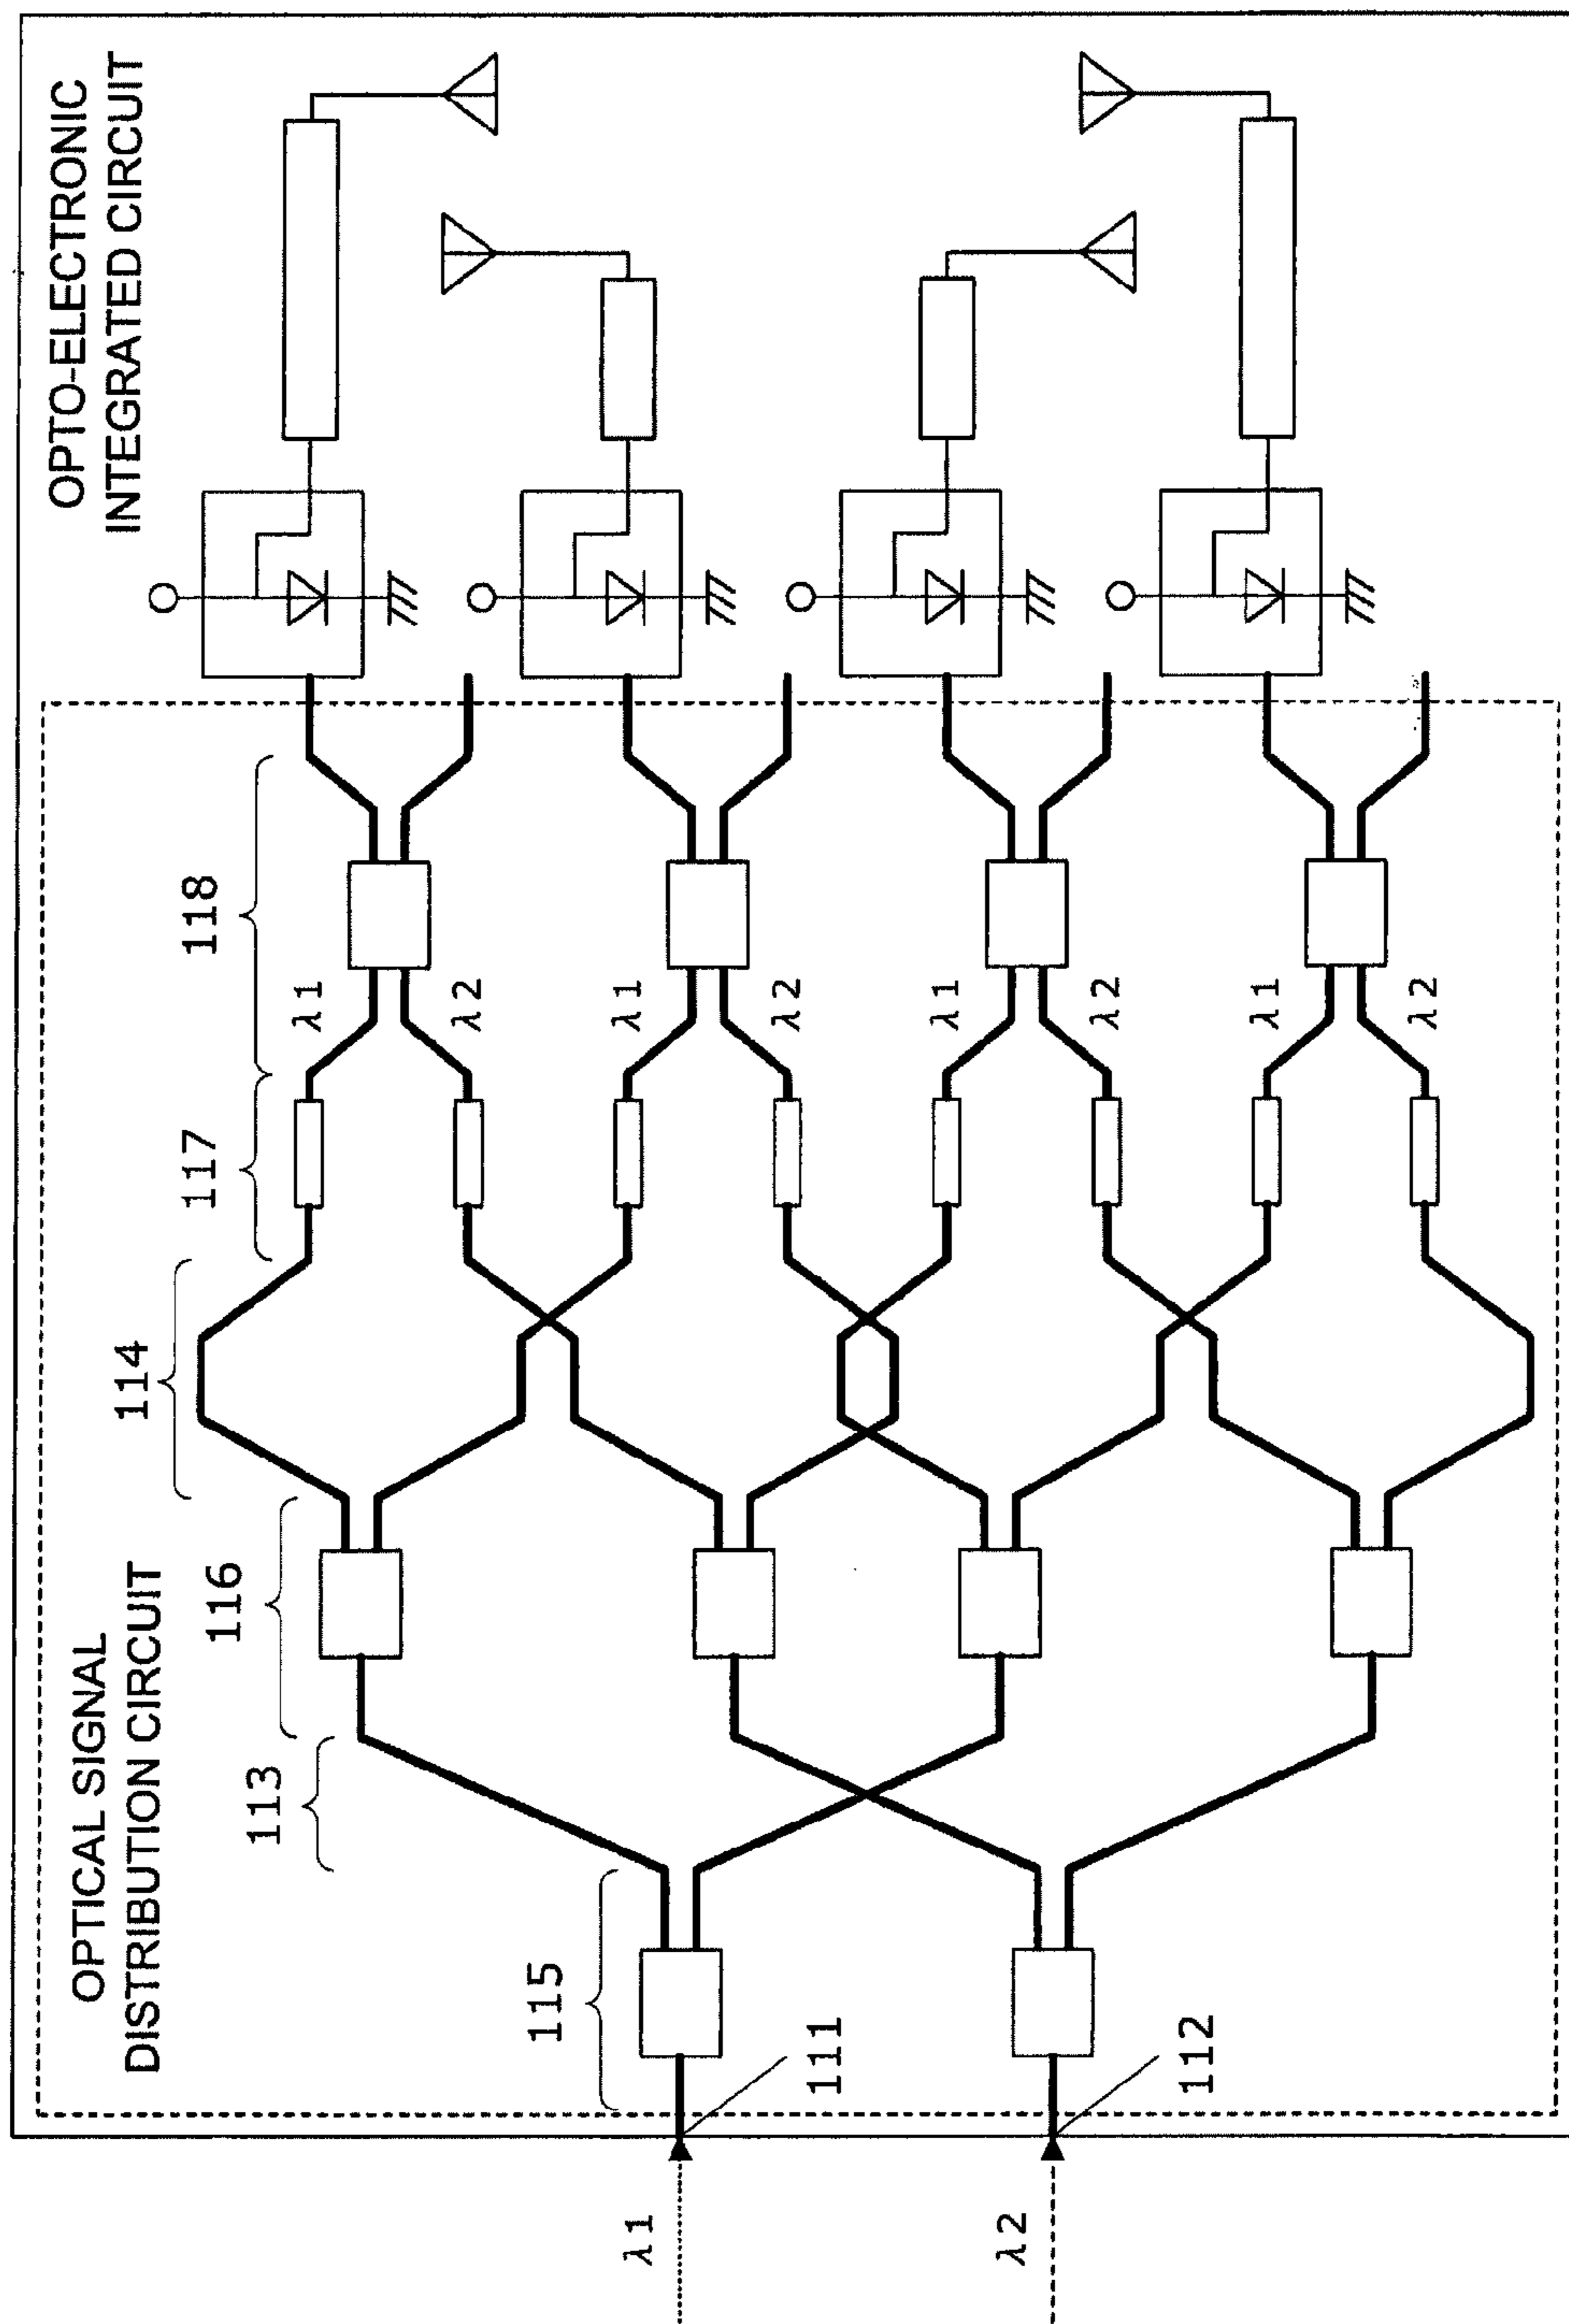 OPTO-ELECTRONIC
INTEGRATED CIRCUIT
OPTICAL SIGNAL
DISTRIBUTION CIRCUIT
115
113
116
114
117
118
λ1
λ2
λ1
λ2
λ1
λ2
λ1
λ2
111
112
λ1
λ2